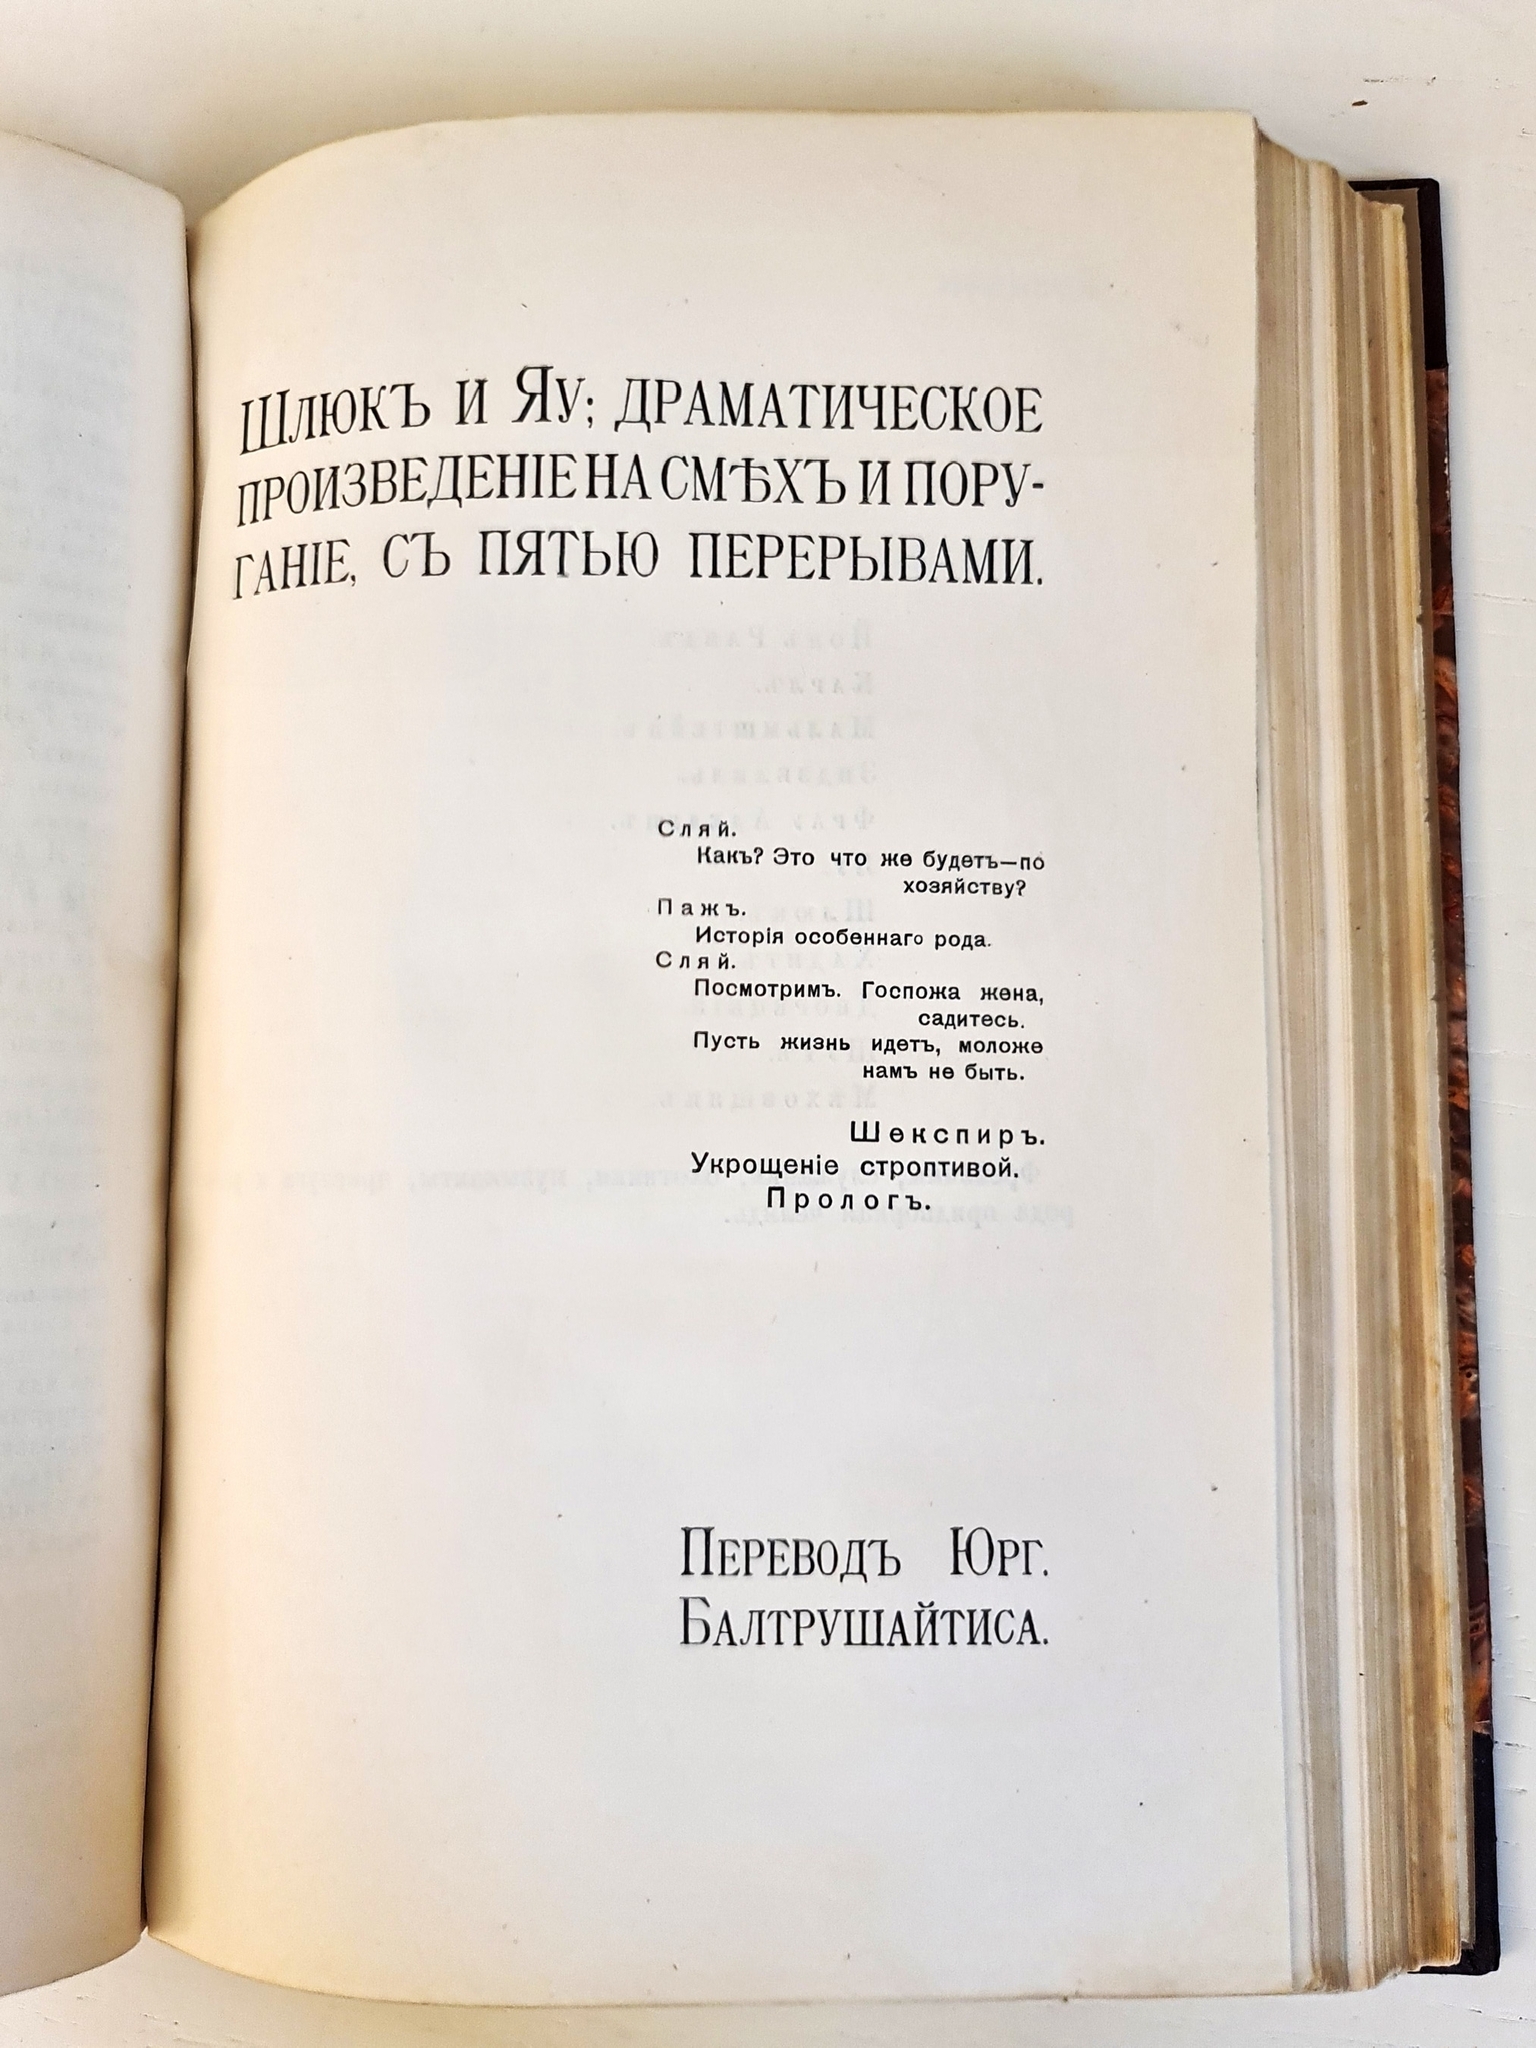 Шлюкъ и Яу; драматическое
произведеніе на смѣхъ и пору-
ганіе, съ пятью перерывами.
Сляй.
Какъ? Это что же будетъ—по
хозяйству?
Пажъ.
Исторія особеннаго рода.
Сляй.
Посмотримъ. Госпожа жена,
садитесь.
Пусть жизнь идетъ, моложе
намъ не быть.
Шекспиръ.
Укрощеніе строптивой.
Прологъ.
Переводъ Юрг.
Балтрушайтиса.